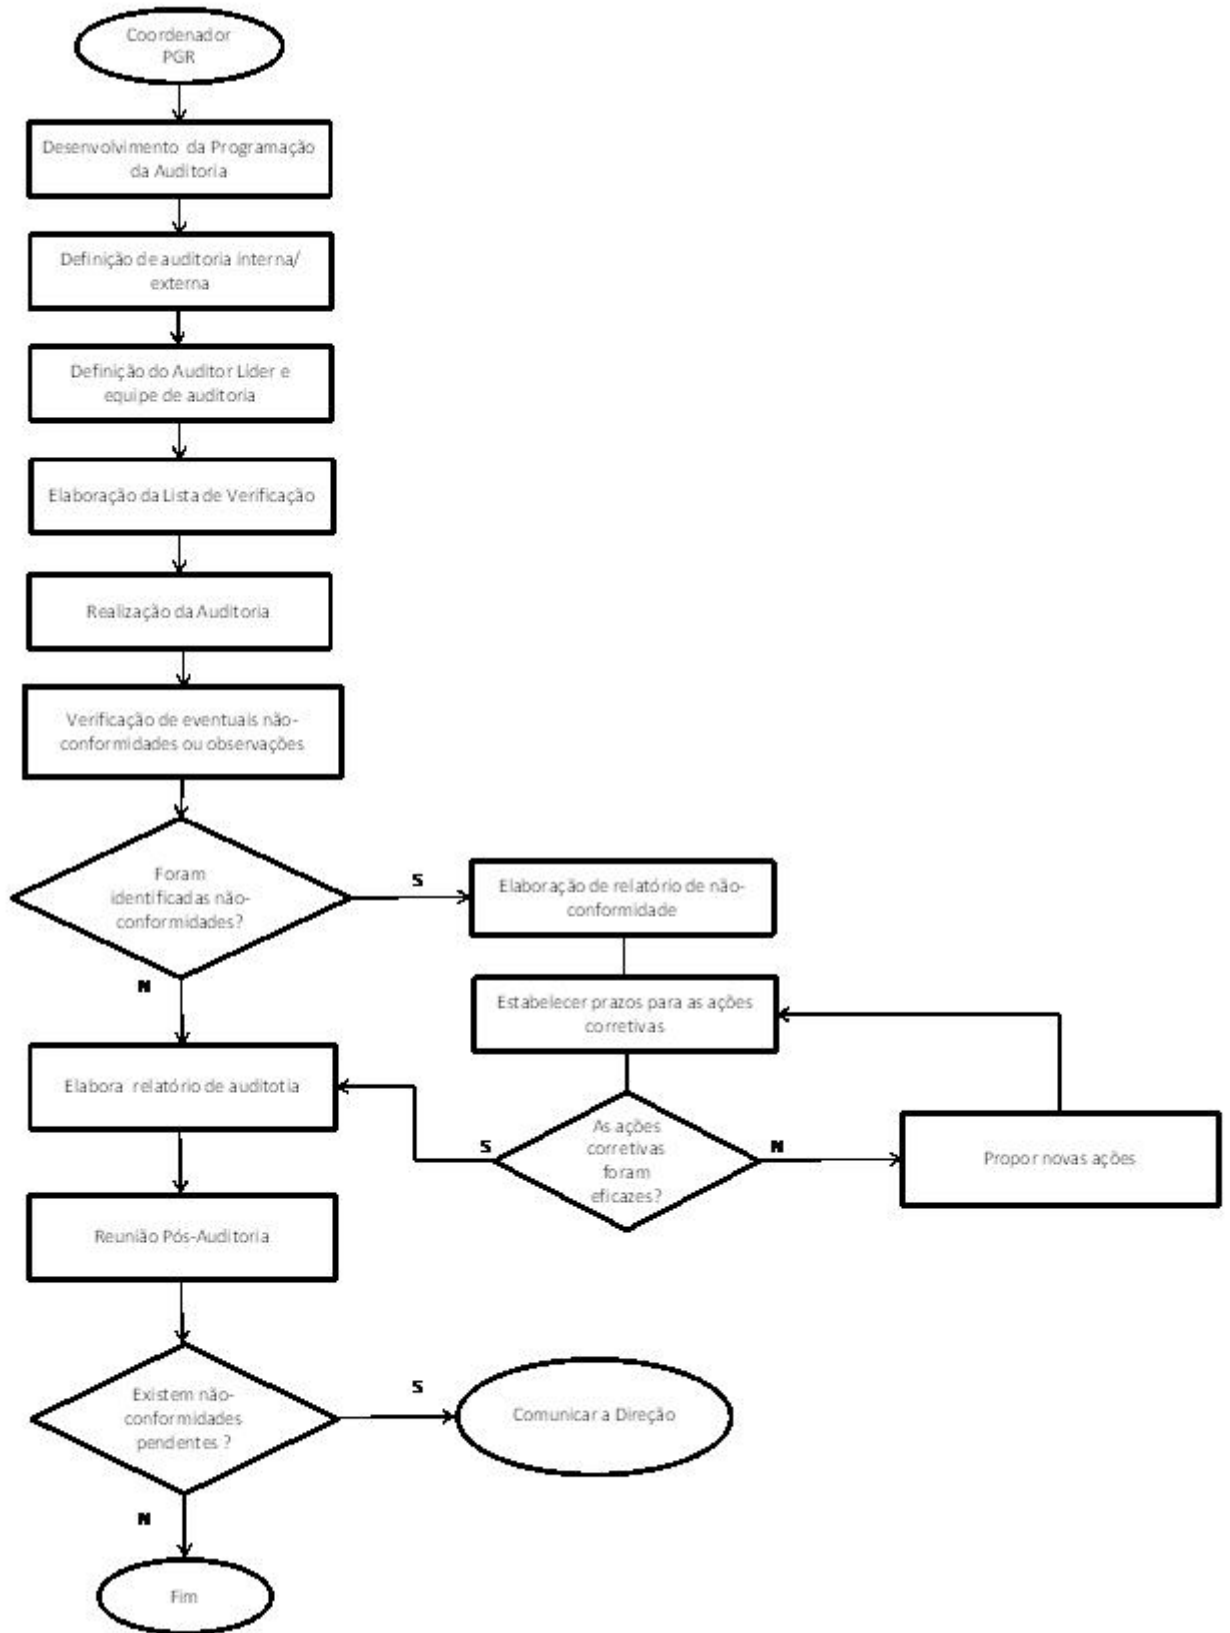 Coordenador
PGR
Desenvolvimento da Programação
da Auditoria
Definição de auditoria interna/
externa
Definição do Auditor Líder e
equipe de auditoria
Elaboração da Lista de Verificação
Realização da Auditoria
Verificação de eventuais não-
conformidades ou observações
Foram
identificadas não-
conformidades?
S
Elaboração de relatório de não-
conformidade
N
Estabelecer prazos para as ações
corretivas
Elabora relatório de auditotia
As ações
corretivas
foram
eficazes?
S
N
Propor novas ações
Reunião Pós-Auditoria
Existem não-
conformidades
pendentes ?
S
Comunicar a Direção
N
Fim